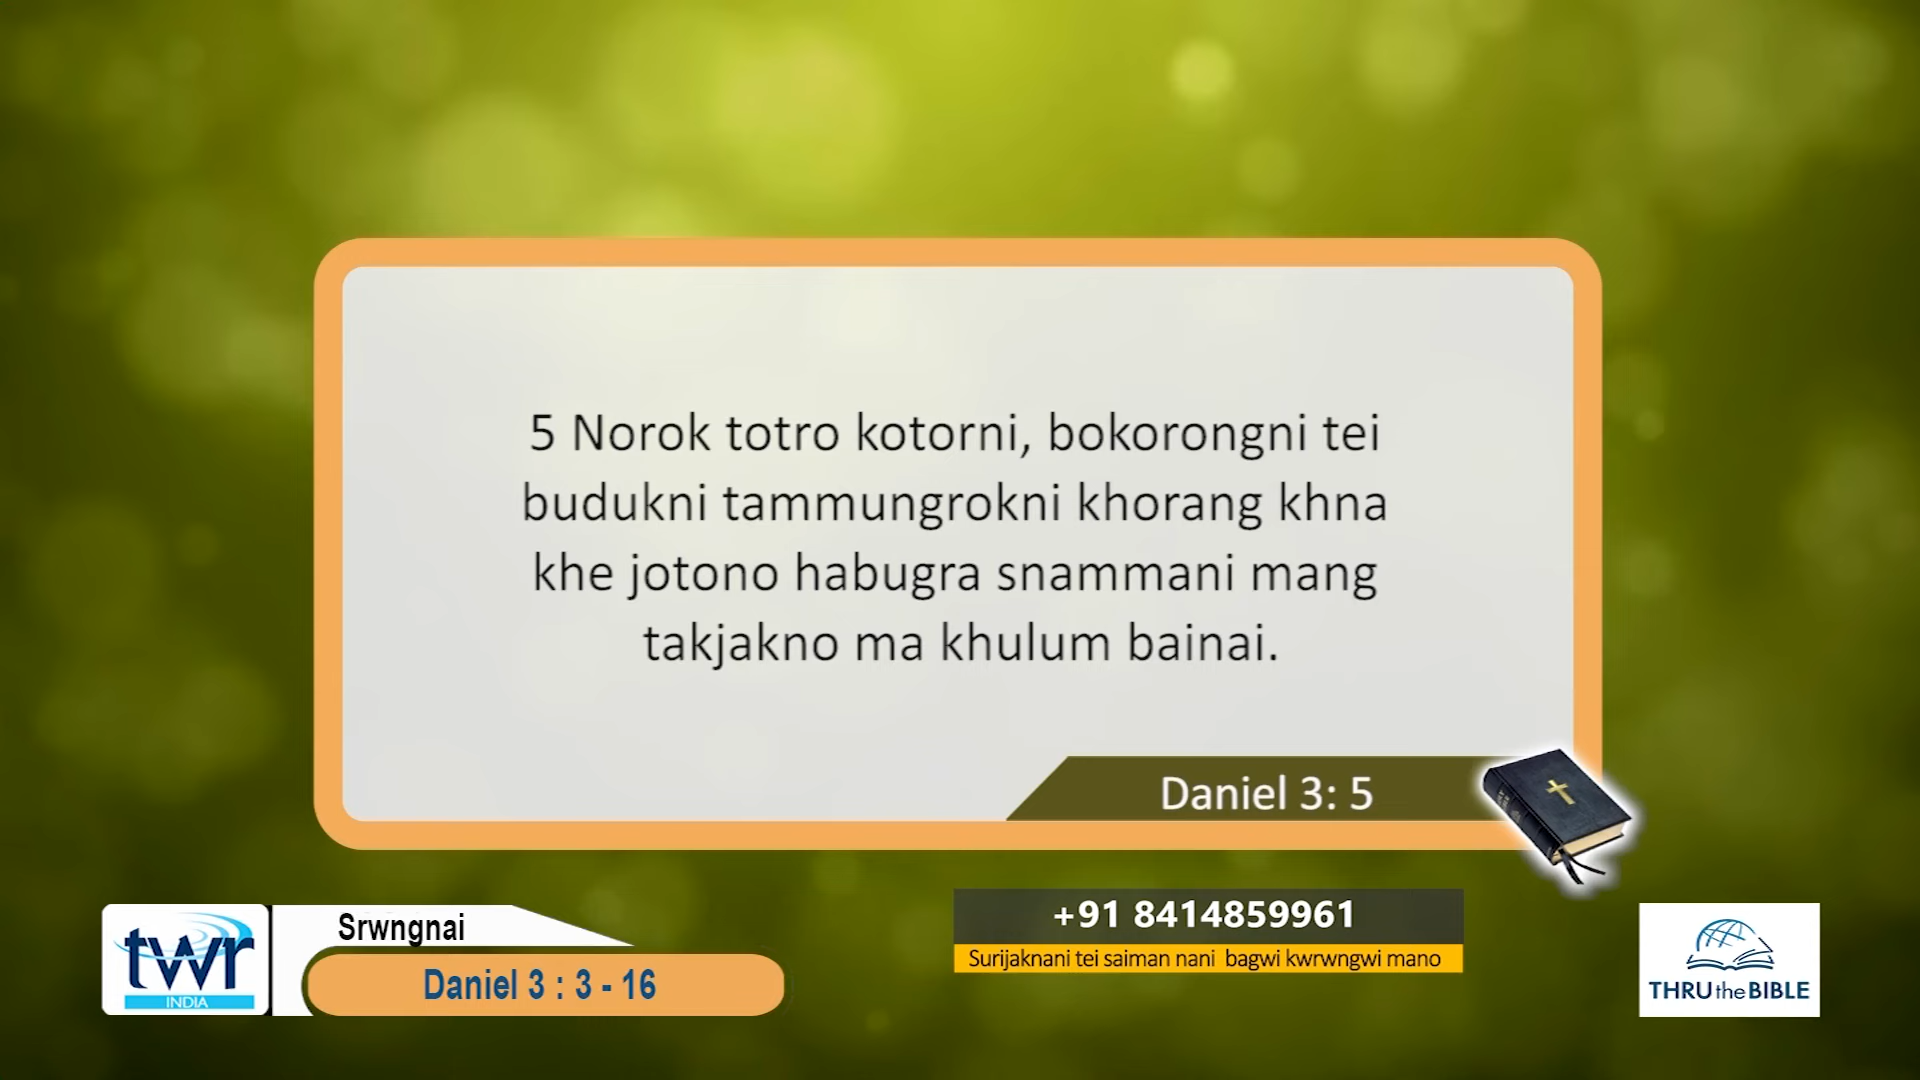 5 Norok totro kotorni, bokorongni tei
budukni tammungrokni khorang khna
khe jotono habugra snammani mang
takjakno ma khulum bainai.
Daniel 3: 5
twr
INDIA
Srwngnai
Daniel 3 : 3 - 16
+91 8414859961
Surijaknani tei saiman nani bagwi kwrwngwi mano
THRU the BIBLE